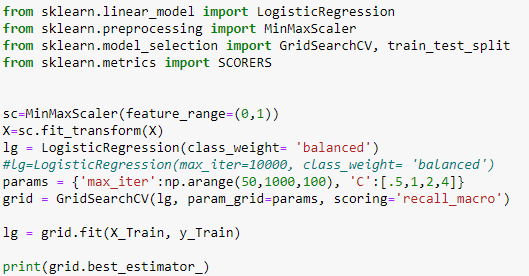 from sklearn.linear_model import LogisticRegression
from sklearn.preprocessing import MinMaxScaler
from sklearn.model_selection import GridSearchCV, train_test_split
from sklearn.metrics import SCORERS
sc=MinMaxScaler(feature_range=(0,1))
X=sc.fit_transform(X)
lg = LogisticRegression(class_weight= 'balanced')
#lg=LogisticRegression(max_iter=10000, class_weight= 'balanced')
params = {'max_iter':np.arange(50,1000,100), 'C':[.5,1,2,4]}
grid = GridSearchCV(lg, param_grid=params, scoring='recall_macro')
lg = grid.fit(X_Train, y_Train)
print(grid.best_estimator_)